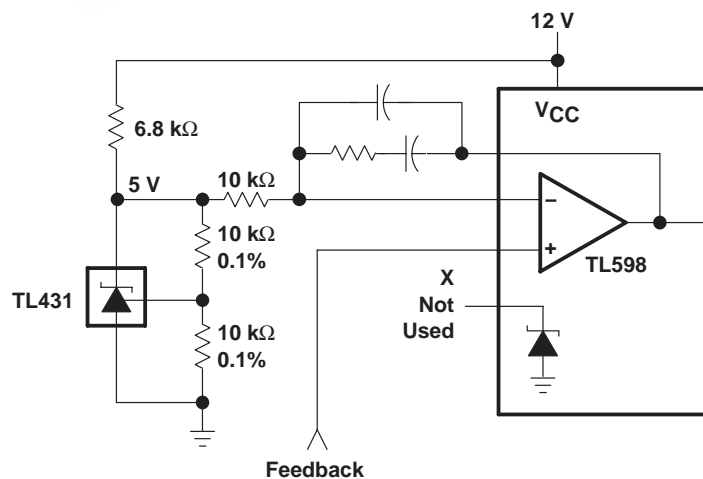 12 V
VCC
6.8 kΩ
5 V
10 kΩ
10 kΩ
0.1%
TL431
10 kΩ
0.1%
−
+
TL598
X
Not
Used
Feedback